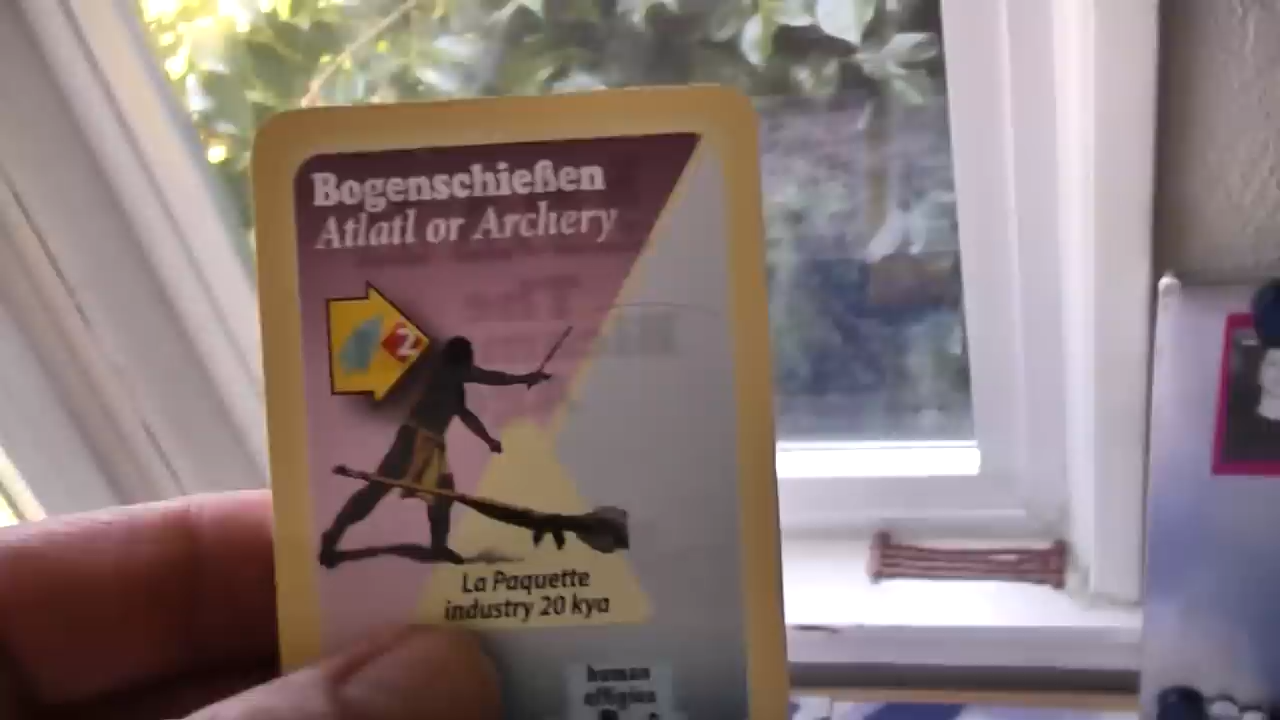 Bogenschießen
Atlatl or Archery
2
La Paquette
industry 20 kya
human
effigies